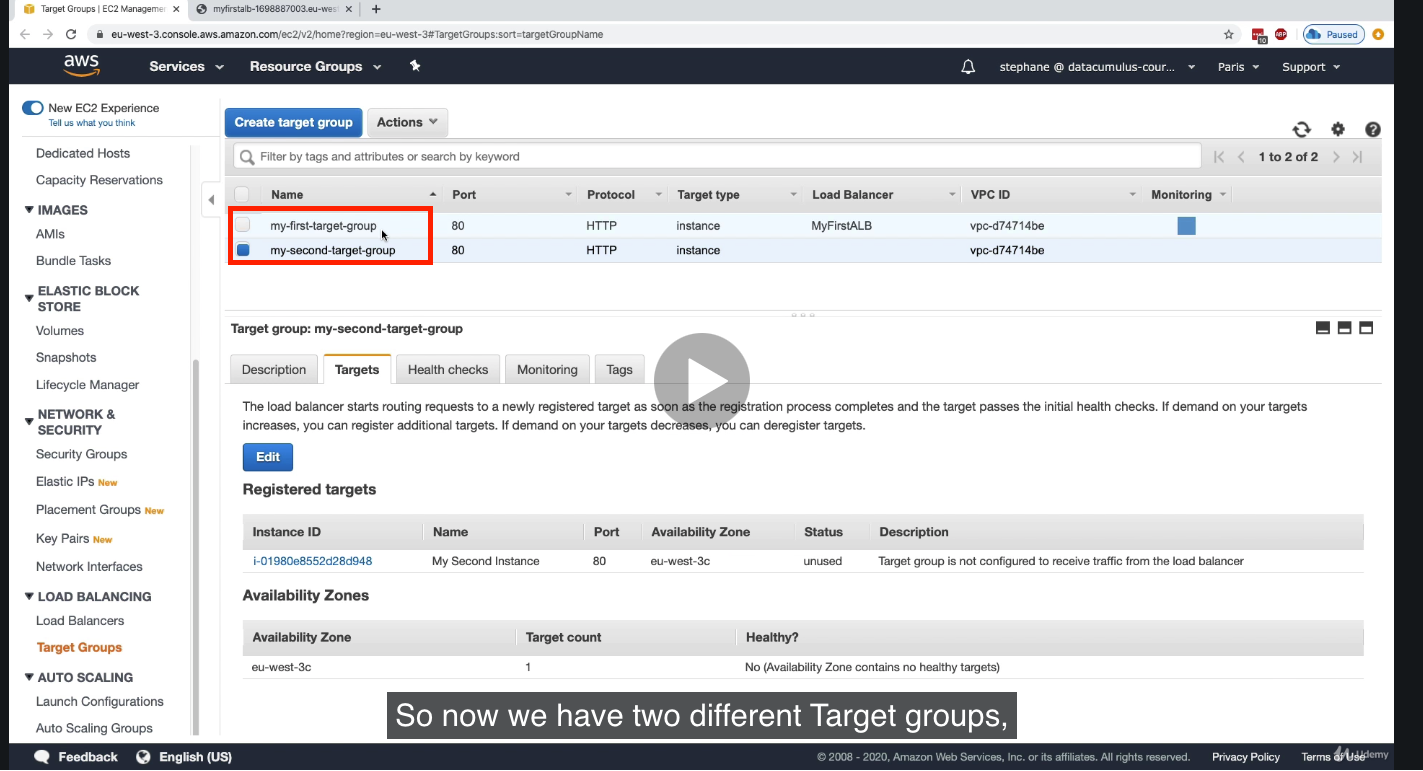 Target Groups | EC2 Managemen
myfirstalb-1698887003.eu-west
eu-west-3.console.aws.amazon.com/ec2/v2/home?region=eu-west-3#TargetGroups:sort=targetGroupName
10
ABP
Paused
aws
Services
Resource Groups
stephane @ datacumulus-cour...
Paris
Support
New EC2 Experience
Tell us what you think
Dedicated Hosts
Capacity Reservations
IMAGES
AMIs
Bundle Tasks
ELASTIC BLOCK
STORE
Volumes
Snapshots
Lifecycle Manager
NETWORK &
SECURITY
Security Groups
Elastic IPs New
Placement Groups New
Key Pairs New
Network Interfaces
LOAD BALANCING
Load Balancers
Target Groups
AUTO SCALING
Launch Configurations
Auto Scaling Groups
Create target group
Actions
Filter by tags and attributes or search by keyword
1 to 2 of 2
Name Port Protocol Target type Load Balancer VPC ID Monitoring
my-first-target-group 80 HTTP instance MyFirstALB vpc-d74714be
my-second-target-group 80 HTTP instance vpc-d74714be
Target group: my-second-target-group
Description Targets Health checks Monitoring Tags
The load balancer starts routing requests to a newly registered target as soon as the registration process completes and the target passes the initial health checks. If demand on your targets
increases, you can register additional targets. If demand on your targets decreases, you can deregister targets.
Edit
Registered targets
Instance ID Name Port Availability Zone Status Description
i-01980e8552d28d948 My Second Instance 80 eu-west-3c unused Target group is not configured to receive traffic from the load balancer
Availability Zones
Availability Zone Target count Healthy?
eu-west-3c 1 No (Availability Zone contains no healthy targets)
So now we have two different Target groups,
Feedback
English (US)
© 2008 - 2020, Amazon Web Services, Inc. or its affiliates. All rights reserved.
Privacy Policy
Terms of Use
Udemy